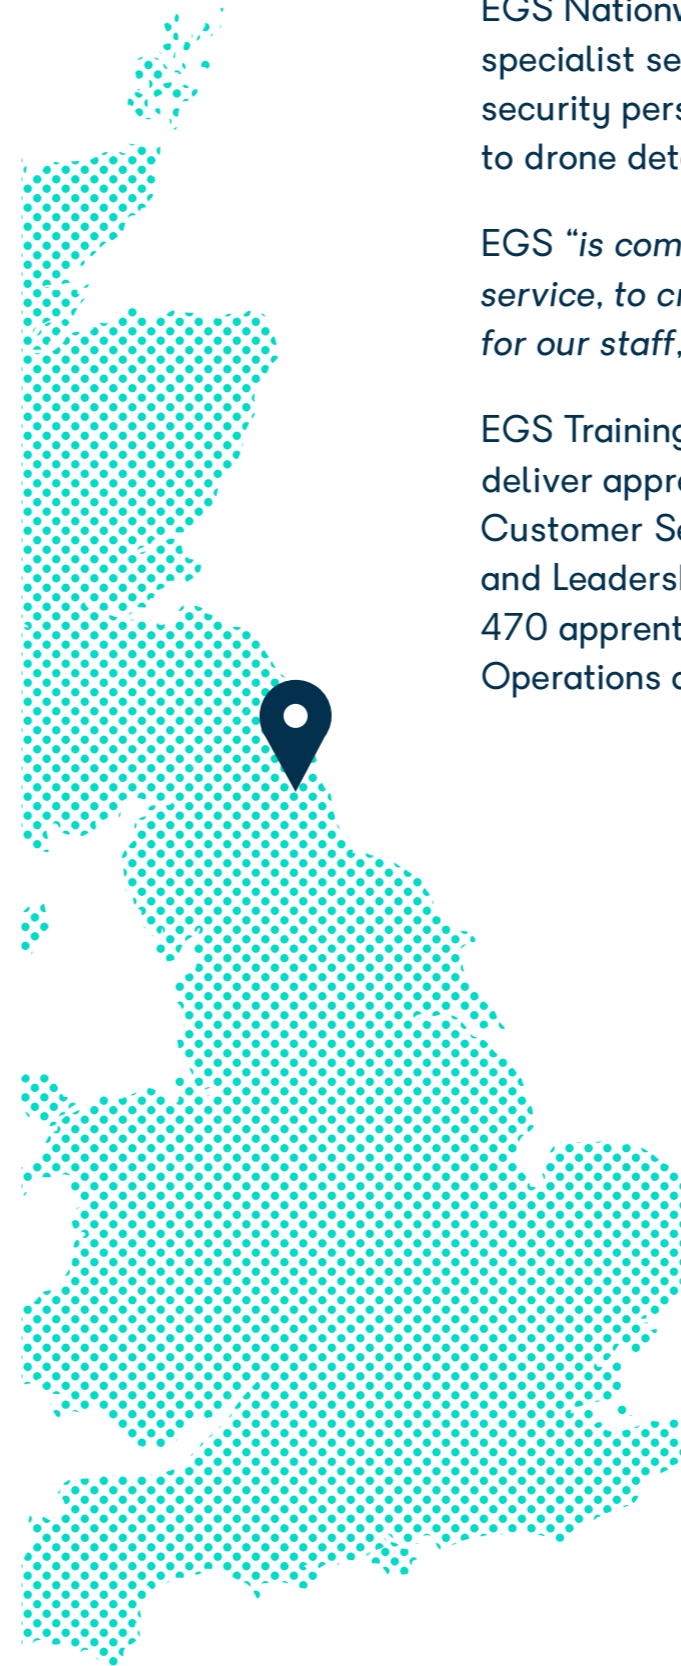 EGS Nationw
specialist se
security pers
to drone det
EGS “is com
service, to cr
for our staff,
EGS Training
deliver appre
Customer Se
and Leadersh
470 apprent
Operations a